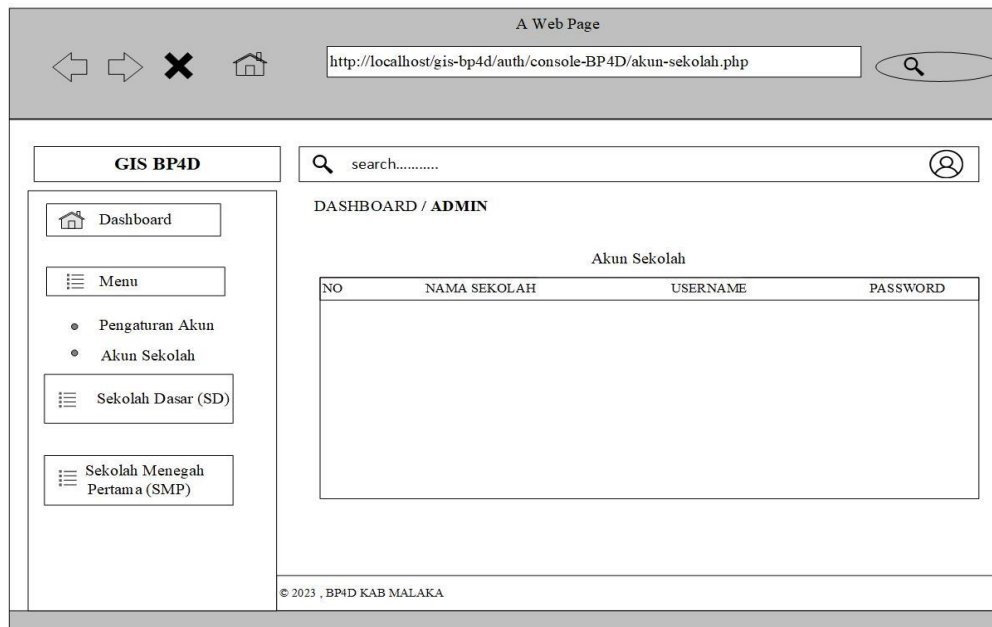 A Web Page
http://localhost/gis-bp4d/auth/console-BP4D/akun-sekolah.php
GIS BP4D
search...........
Dashboard
Menu
Pengaturan Akun
Akun Sekolah
Sekolah Dasar (SD)
Sekolah Menegah
Pertama (SMP)
DASHBOARD / ADMIN
Akun Sekolah
NO NAMA SEKOLAH USERNAME PASSWORD
© 2023 , BP4D KAB MALAKA